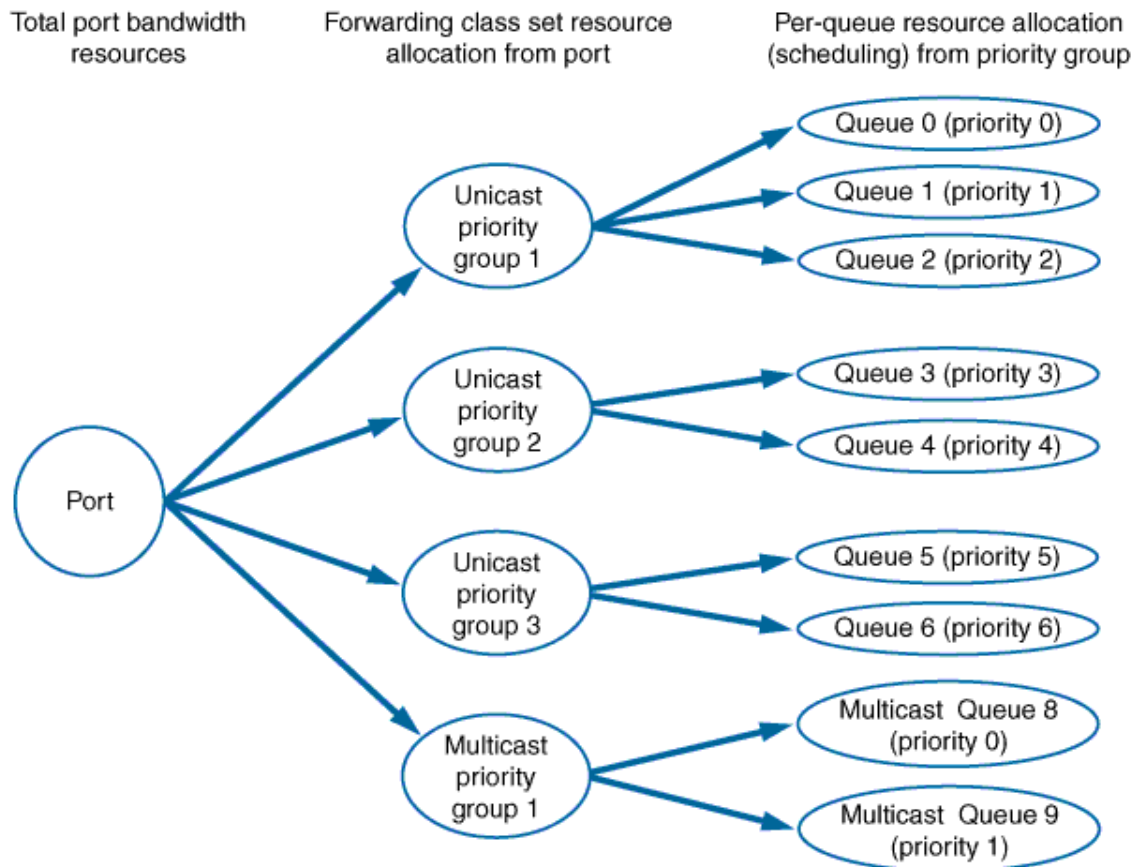 Total port bandwidth
resources
Forwarding class set resource
allocation from port
Per-queue resource allocation
(scheduling) from priority group
Port
Unicast
priority
group 1
Queue 0 (priority 0)
Queue 1 (priority 1)
Queue 2 (priority 2)
Unicast
priority
group 2
Queue 3 (priority 3)
Queue 4 (priority 4)
Unicast
priority
group 3
Queue 5 (priority 5)
Queue 6 (priority 6)
Multicast
priority
group 1
Multicast Queue 8
(priority 0)
Multicast Queue 9
(priority 1)